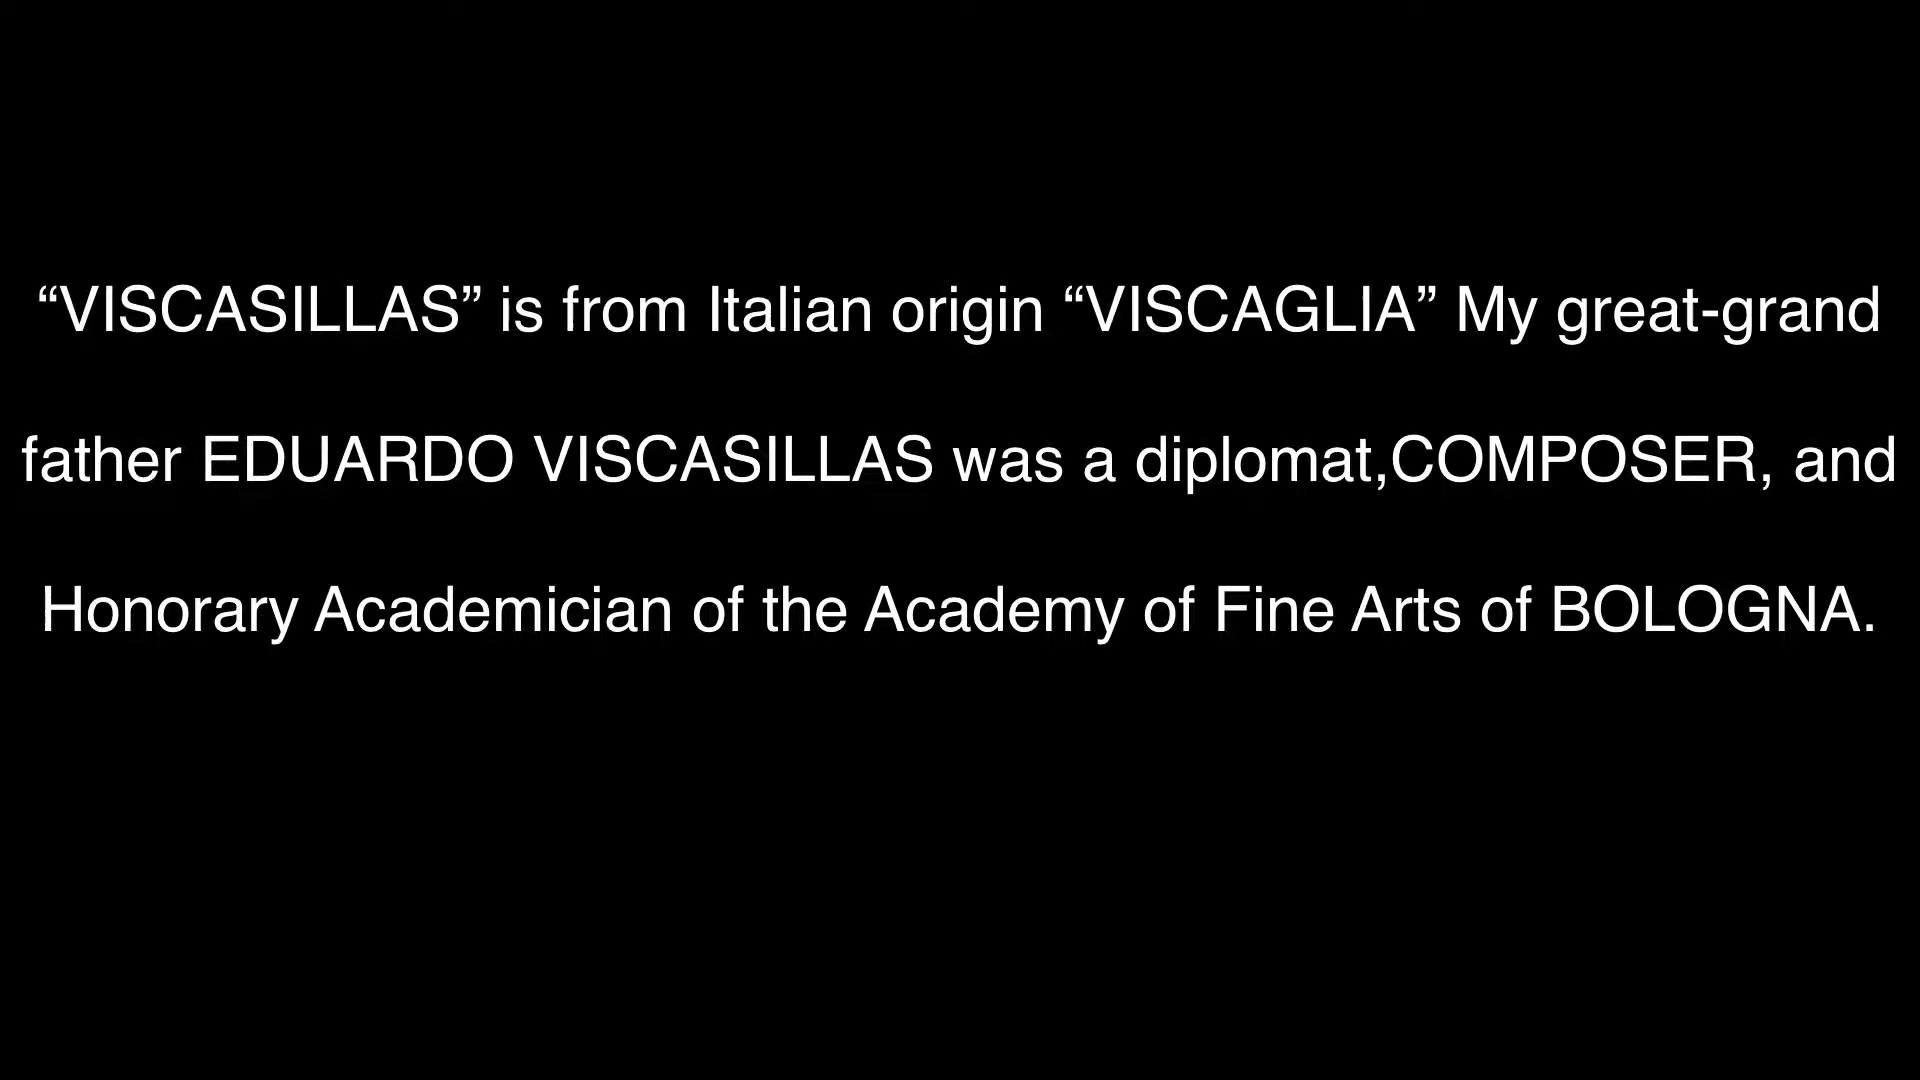 “VISCASILLAS” is from Italian origin “VISCAGLIA” My great-grand
father EDUARDO VISCASILLAS was a diplomat,COMPOSER, and
Honorary Academician of the Academy of Fine Arts of BOLOGNA.